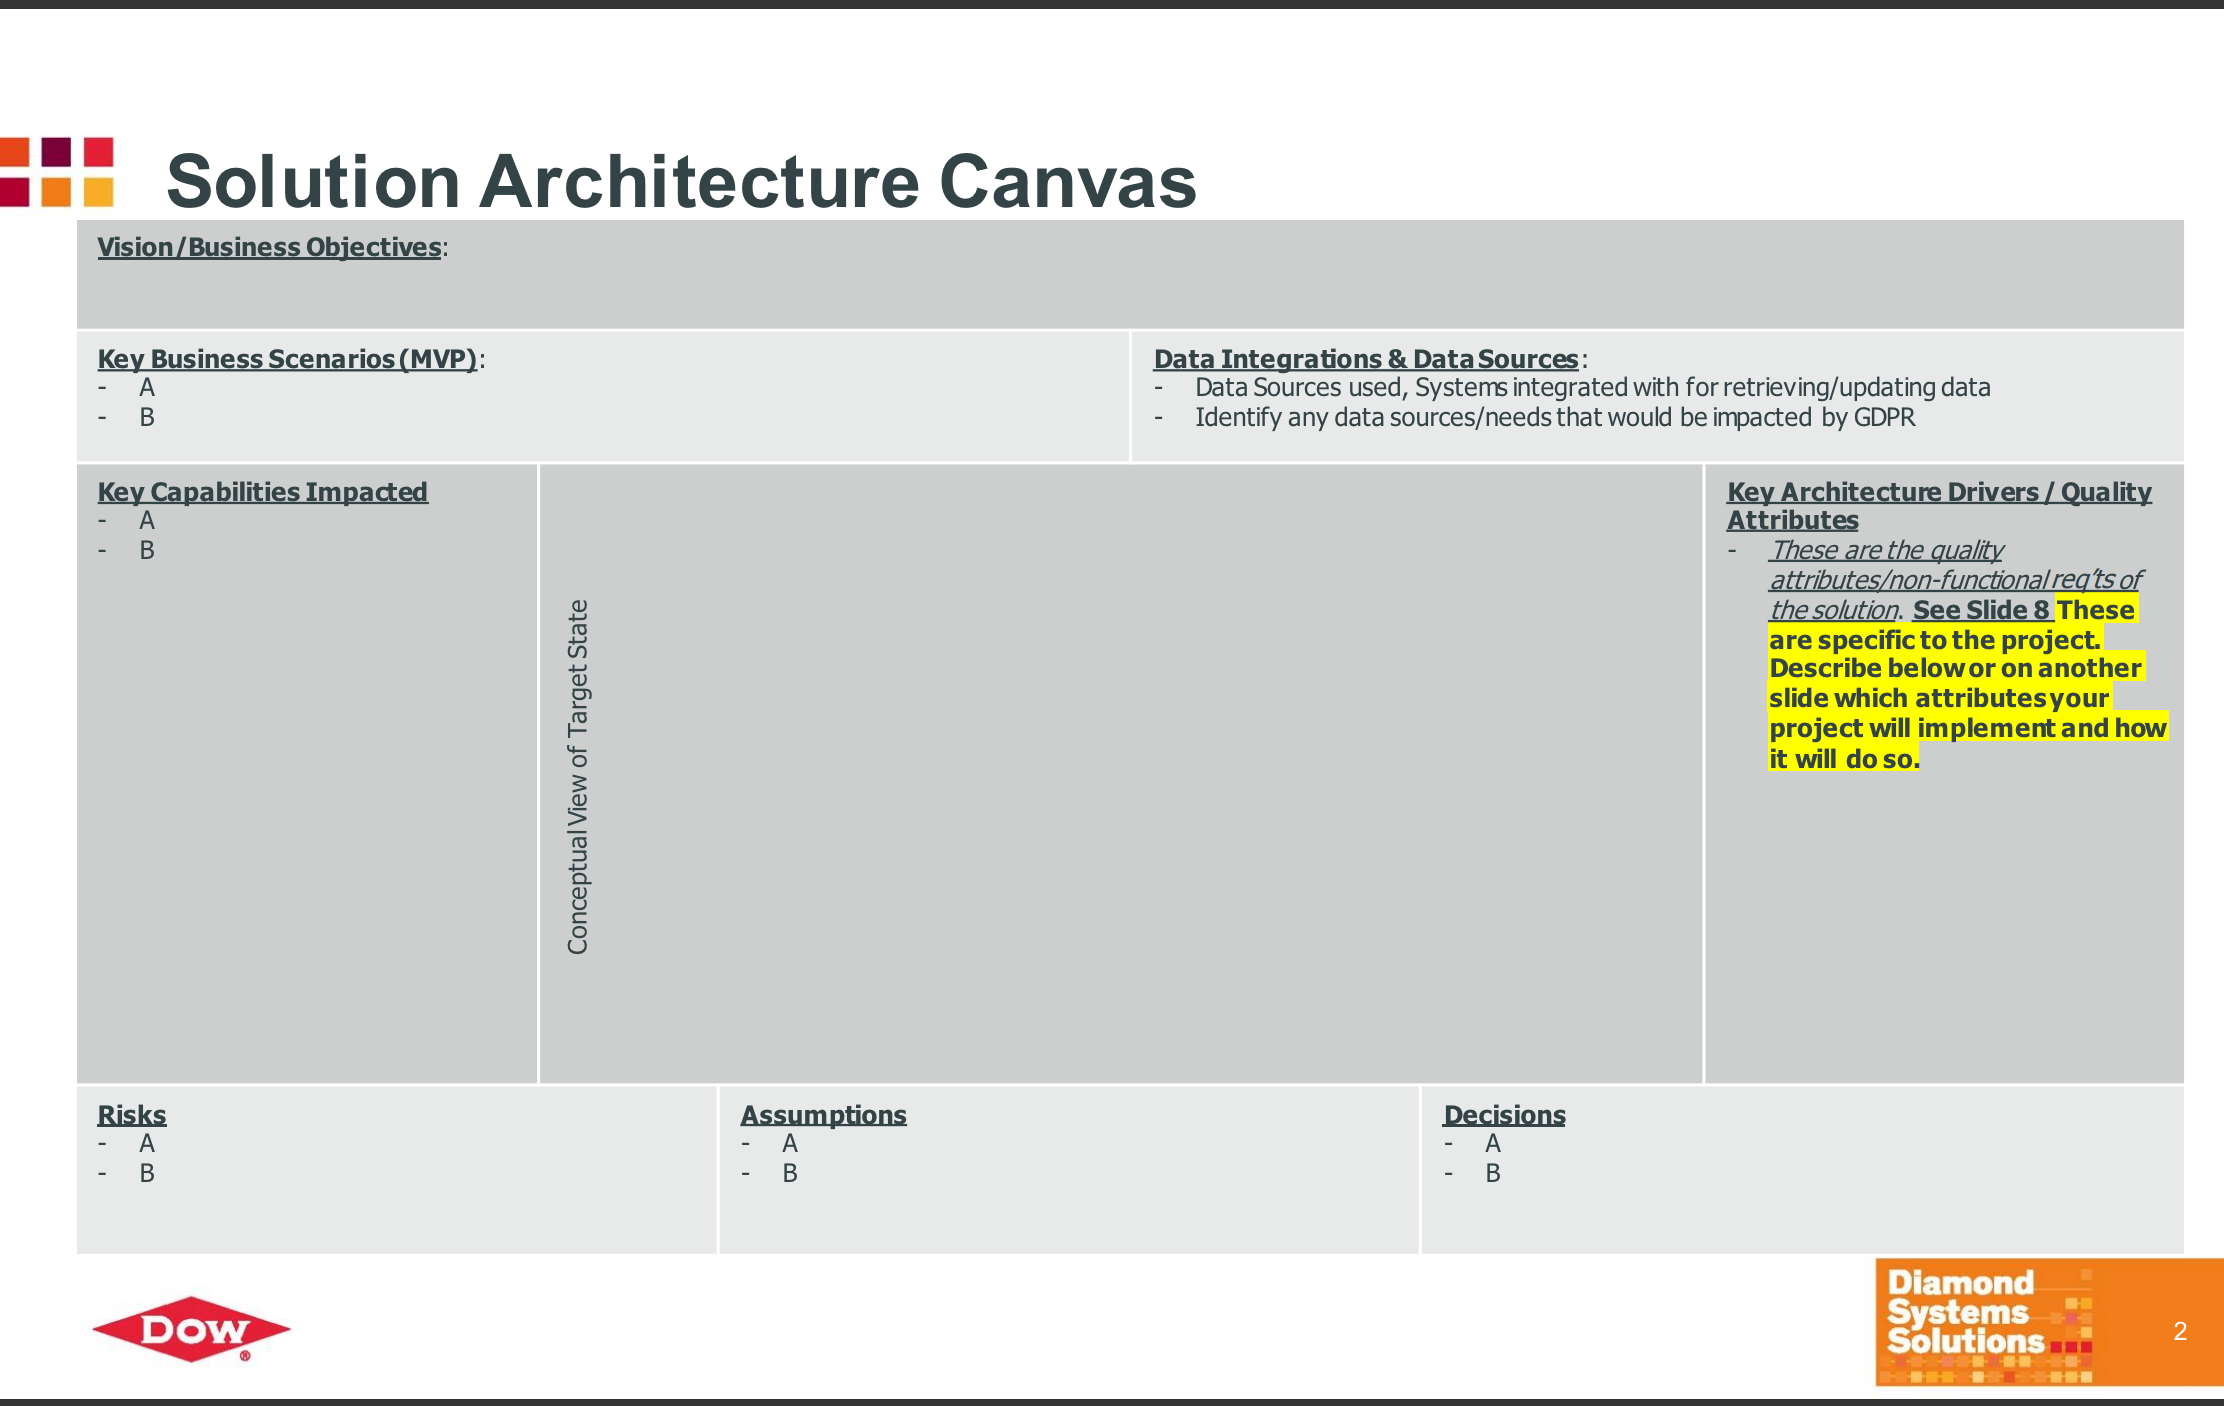 Solution Architecture Canvas
Vision/Business Objectives:
Key Business Scenarios (MVP):
- A
- B
Data Integrations & Data Sources:
- Data Sources used, Systems integrated with for retrieving/updating data
- Identify any data sources/needs that would be impacted by GDPR
Key Capabilities Impacted
- A
- B
Conceptual View of Target State
Key Architecture Drivers / Quality
Attributes
- These are the quality
attributes/non-functional req'ts of
the solution. See Slide 8 These
are specific to the project.
Describe below or on another
slide which attributes your
project will implement and how
it will do so.
Risks
- A
- B
Assumptions
- A
- B
Decisions
- A
- B
DOW®
Diamond
Systems
Solutions
2